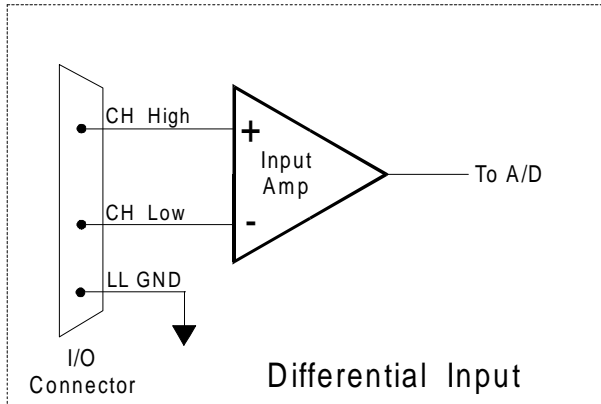 CH High
+
Input
Amp
To A/D
CH Low
-
LL GND
I/O
Connector
Differential Input